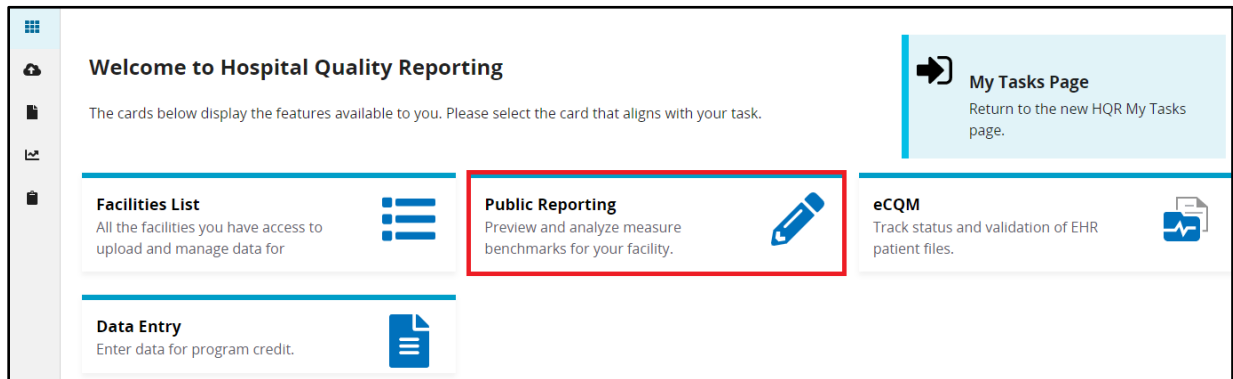 Welcome to Hospital Quality Reporting
The cards below display the features available to you. Please select the card that aligns with your task.
My Tasks Page
Return to the new HQR My Tasks
page.
Facilities List
All the facilities you have access to
upload and manage data for
Public Reporting
Preview and analyze measure
benchmarks for your facility.
eCQM
Track status and validation of EHR
patient files.
Data Entry
Enter data for program credit.